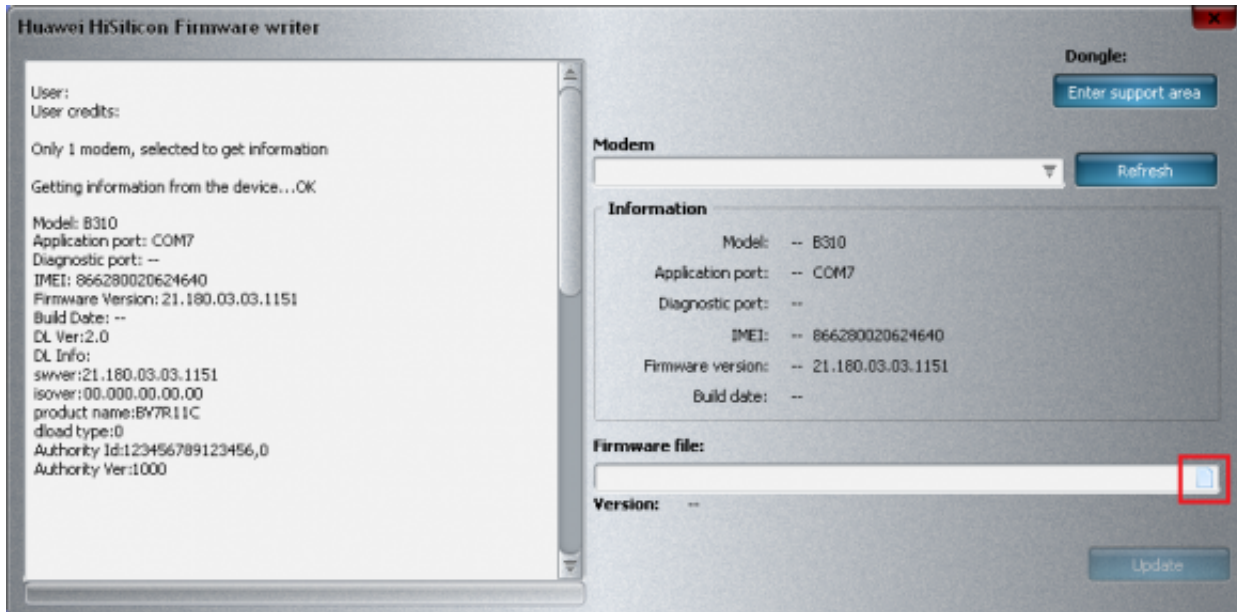 Huawei HiSilicon Firmware writer
User:
User credits:
Only 1 modem, selected to get information
Getting information from the device...OK
Model: B310
Application port: COM7
Diagnostic port: --
IMEI: 866280020624640
Firmware Version: 21.180.03.03.1151
Build Date: --
DL Ver:2.0
DL Info:
swver:21.180.03.03.1151
isover:00.000.00.00.00
product name:BV7R11C
dload type:0
Authority Id:123456789123456,0
Authority Ver:1000
Dongle:
Enter support area
Modem
Refresh
Information
Model: -- B310
Application port: -- COM7
Diagnostic port: --
IMEI: -- 866280020624640
Firmware version: -- 21.180.03.03.1151
Build date: --
Firmware file:
Version: --
Update